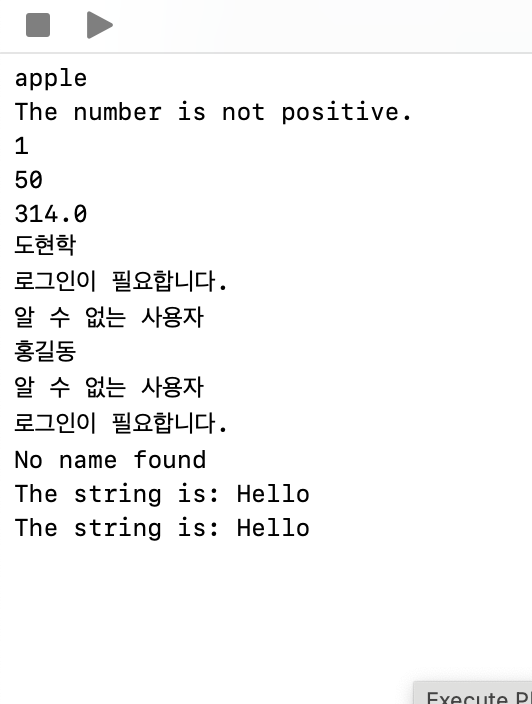 apple
The number is not positive.
1
50
314.0
도현학
로그인이 필요합니다.
알 수 없는 사용자
홍길동
알 수 없는 사용자
로그인이 필요합니다.
No name found
The string is: Hello
The string is: Hello
Execute